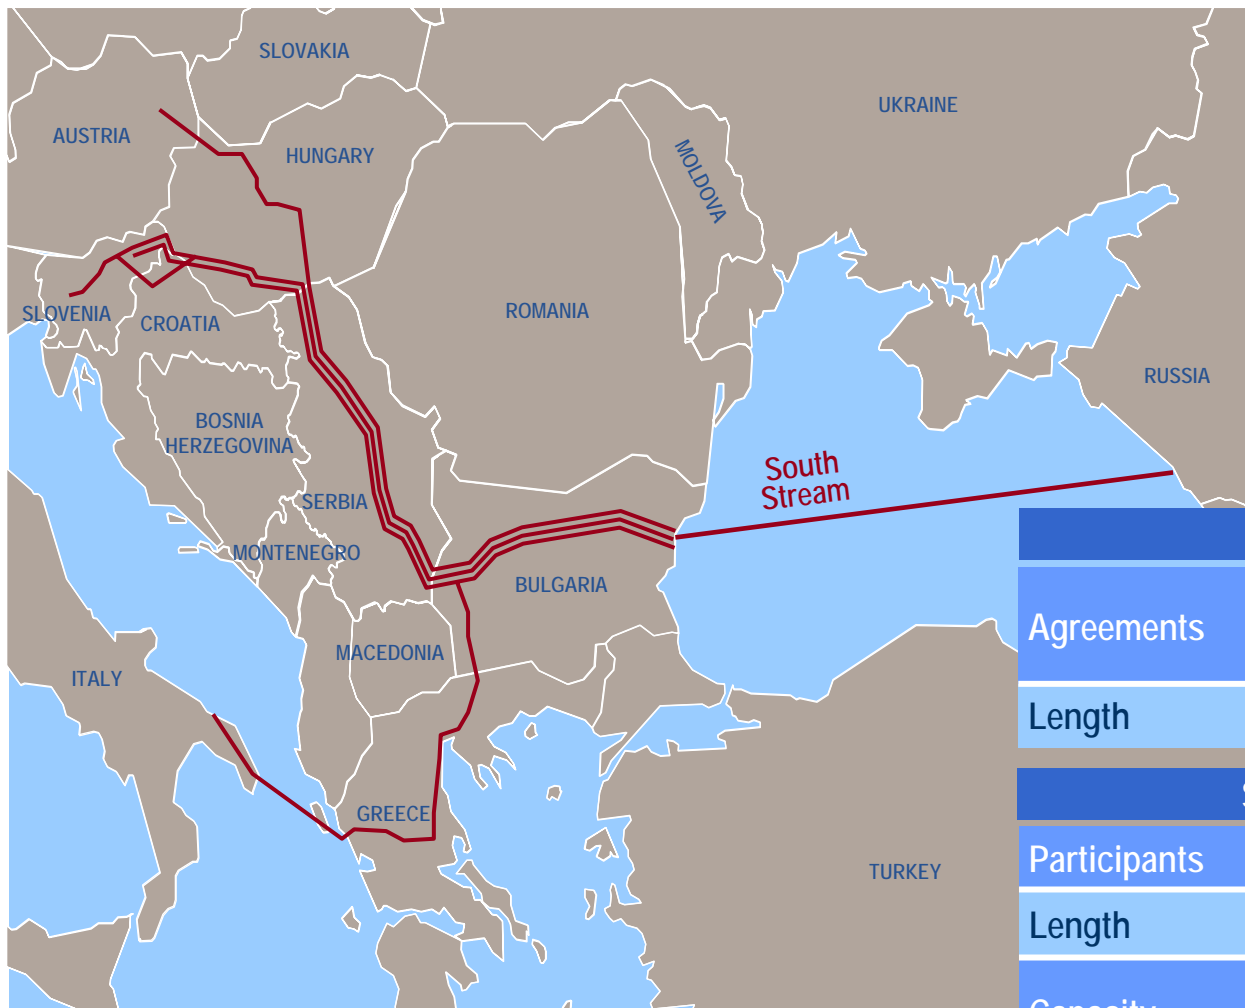 SLOVAKIA
UKRAINE
AUSTRIA
HUNGARY
MOLDOVA
ROMANIA
SLOVENIA
CROATIA
RUSSIA
BOSNIA
HERZEGOVINA
South
Stream
SERBIA
MONTENEGRO
BULGARIA
Agreements
MACEDONIA
ITALY
Length
GREECE
Participants
TURKEY
Length